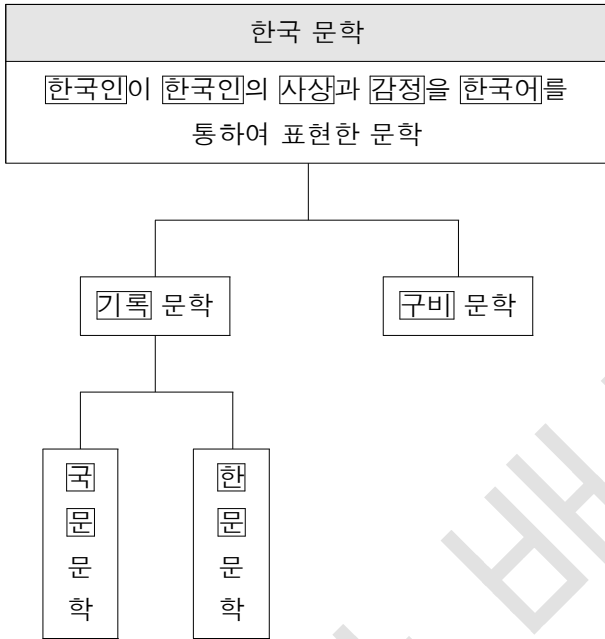 한국 문학
한국인이 한국인의 사상과 감정을 한국어를
통하여 표현한 문학
기록 문학
구비 문학
국문문학
한문문학